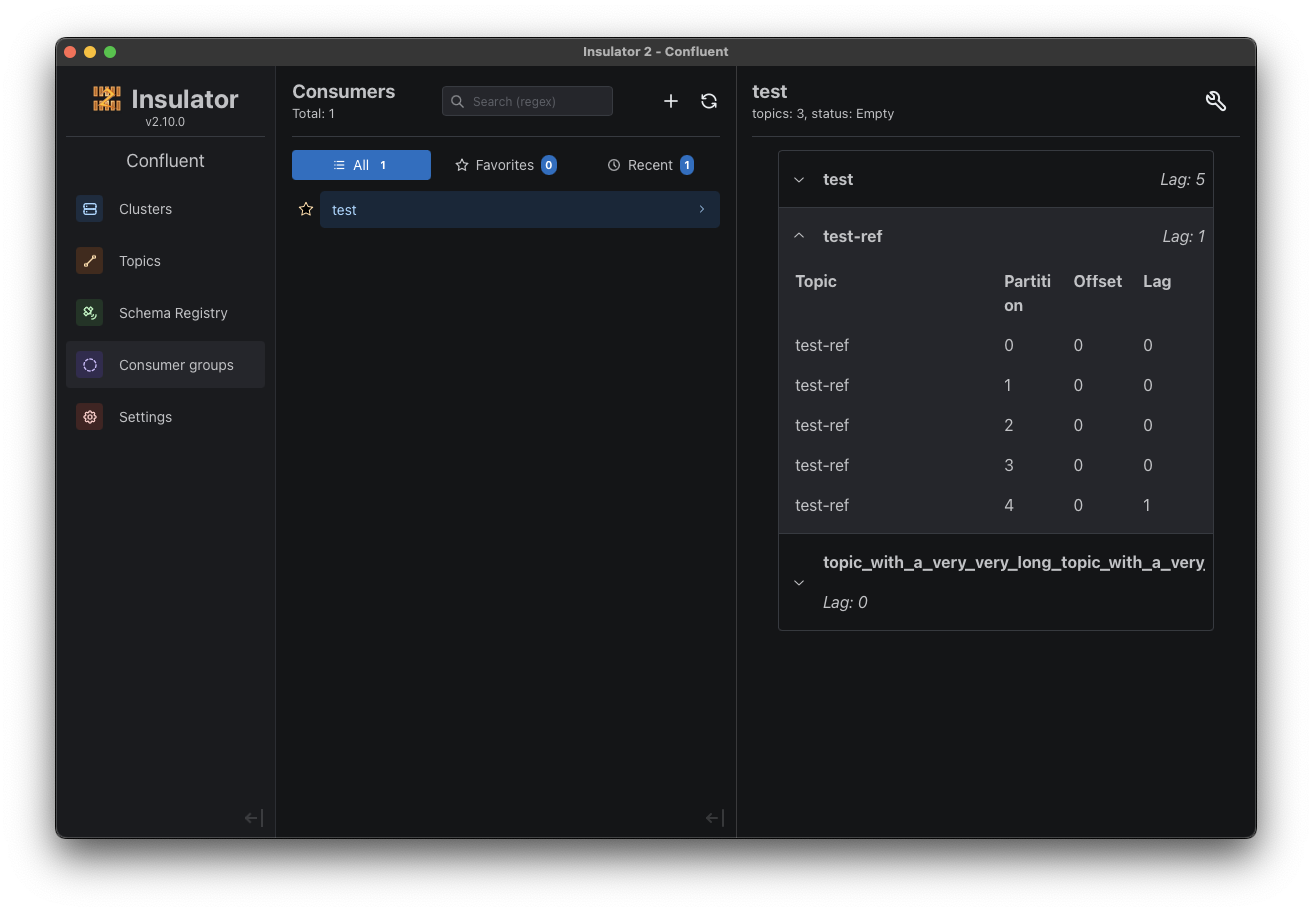 Insulator 2 - Confluent
Insulator
v2.10.0
Confluent
Clusters
Topics
Schema Registry
Consumer groups
Settings
Consumers
Total: 1
Search (regex)
All 1
Favorites 0
Recent 1
test
test
topics: 3, status: Empty
test Lag: 5
test-ref Lag: 1
Topic Partiti Offset Lag
on
test-ref 0 0 0
test-ref 1 0 0
test-ref 2 0 0
test-ref 3 0 0
test-ref 4 0 1
topic_with_a_very_very_long_topic_with_a_very_
Lag: 0